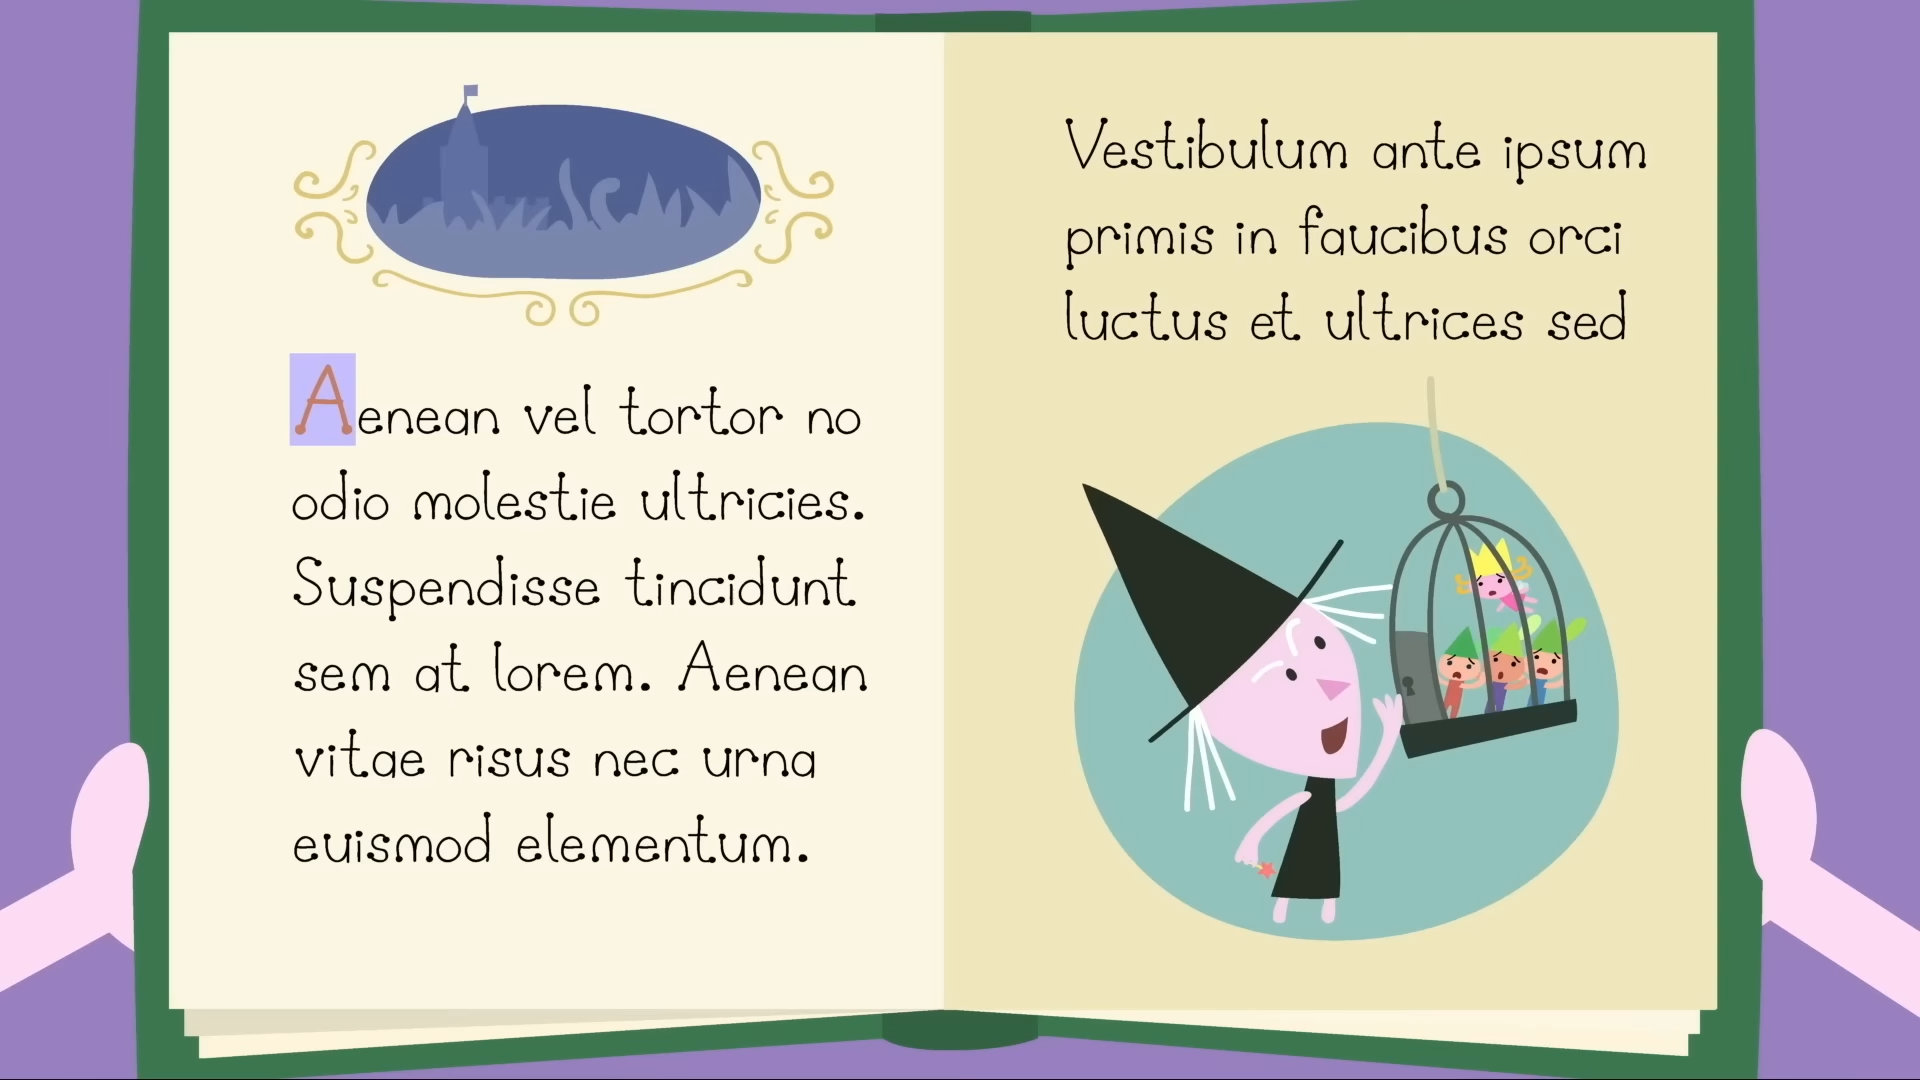 Aenean vel tortor no
odio molestie ultricies.
Suspendisse tincidunt
sem at lorem. Aenean
vitae risus nec urna
euismod elementum.
Vestibulum ante ipsum
primis in faucibus orci
luctus et ultrices sed